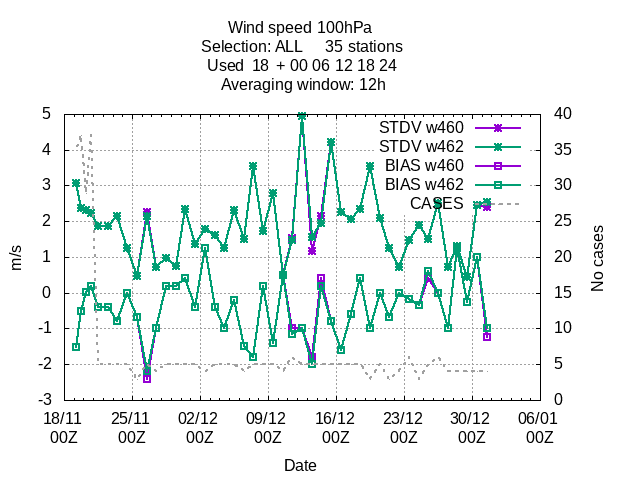 Wind speed 100hPa
Selection: ALL 35 stations
Used 18 + 00 06 12 18 24
Averaging window: 12h
5 40
STDV w460
4 STDV w462 35
BIAS w460
3 BIAS w462 30
CASES
2 25
1 20
m/s No cases
0 15
-1 10
-2 5
-3 0
18/11 25/11 02/12 09/12 16/12 23/12 30/12 06/01
00Z 00Z 00Z 00Z 00Z 00Z 00Z 00Z
Date